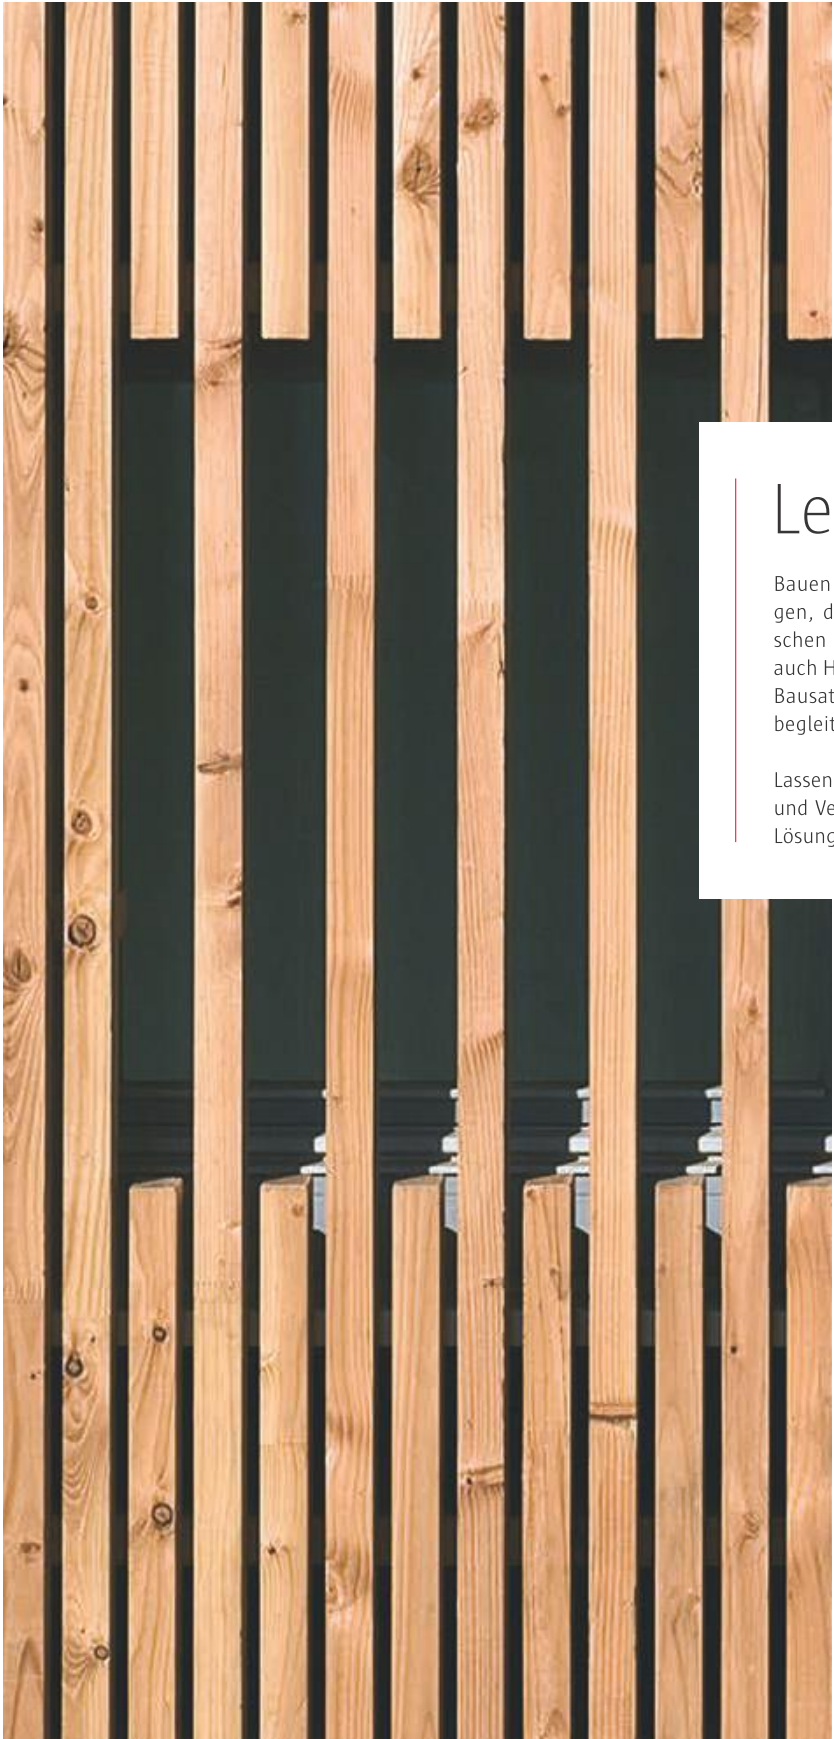 Le
Bauen
gen, d
schen
auch H
Bausat
begleit
Lassen
und Ve
Lösung